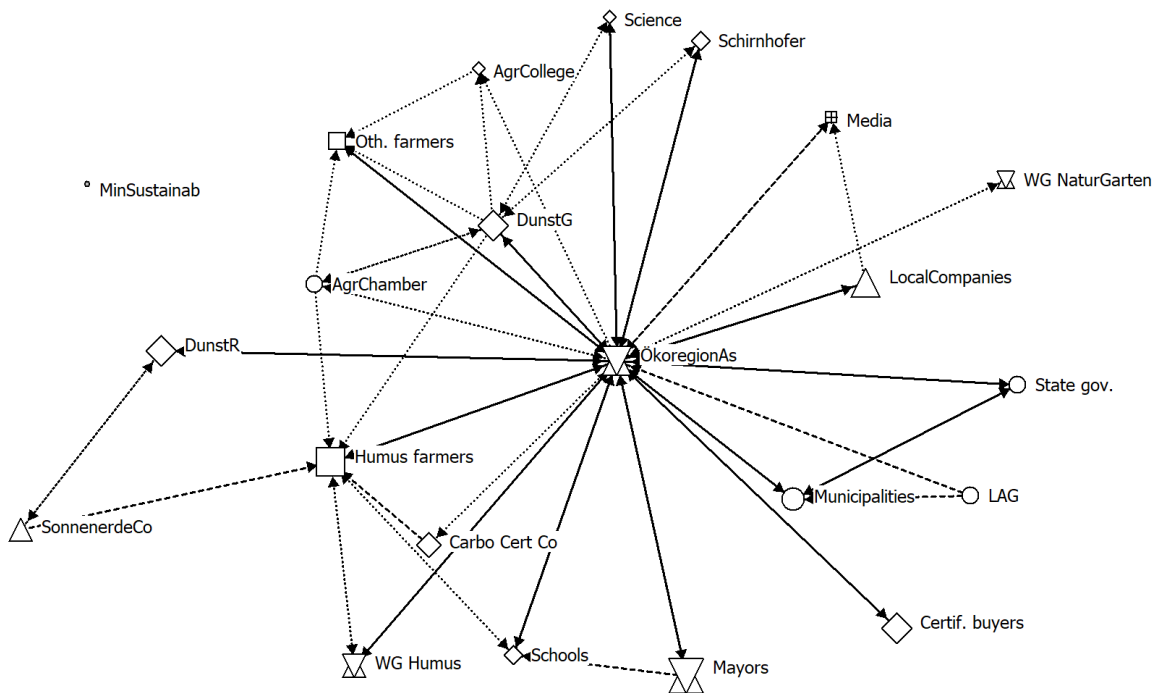 Science
Schirnhofer
AgrCollege
Media
Oth. farmers
WG NaturGarten
MinSustainab
DunstG
LocalCompanies
AgrChamber
DunstR
ÖkoregionAs
State gov.
Humus farmers
Municipalities
LAG
SonnenerdeCo
Carbo Cert Co
Certif. buyers
WG Humus
Schools
Mayors